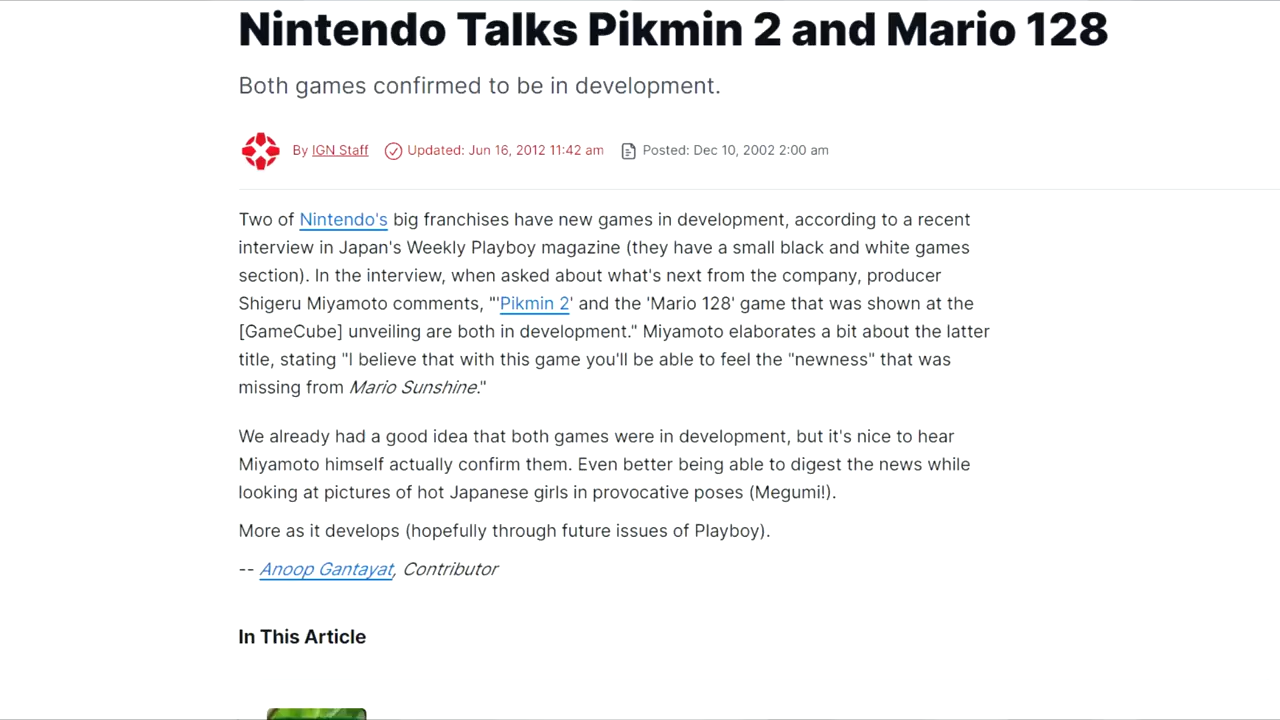 Nintendo Talks Pikmin 2 and Mario 128
Both games confirmed to be in development.
By IGN Staff Updated: Jun 16, 2012 11:42 am Posted: Dec 10, 2002 2:00 am
Two of Nintendo's big franchises have new games in development, according to a recent
interview in Japan's Weekly Playboy magazine (they have a small black and white games
section). In the interview, when asked about what's next from the company, producer
Shigeru Miyamoto comments, "'Pikmin 2' and the 'Mario 128' game that was shown at the
[GameCube] unveiling are both in development." Miyamoto elaborates a bit about the latter
title, stating "I believe that with this game you'll be able to feel the "newness" that was
missing from Mario Sunshine."
We already had a good idea that both games were in development, but it's nice to hear
Miyamoto himself actually confirm them. Even better being able to digest the news while
looking at pictures of hot Japanese girls in provocative poses (Megumi!).
More as it develops (hopefully through future issues of Playboy).
-- Anoop Gantayat, Contributor
In This Article